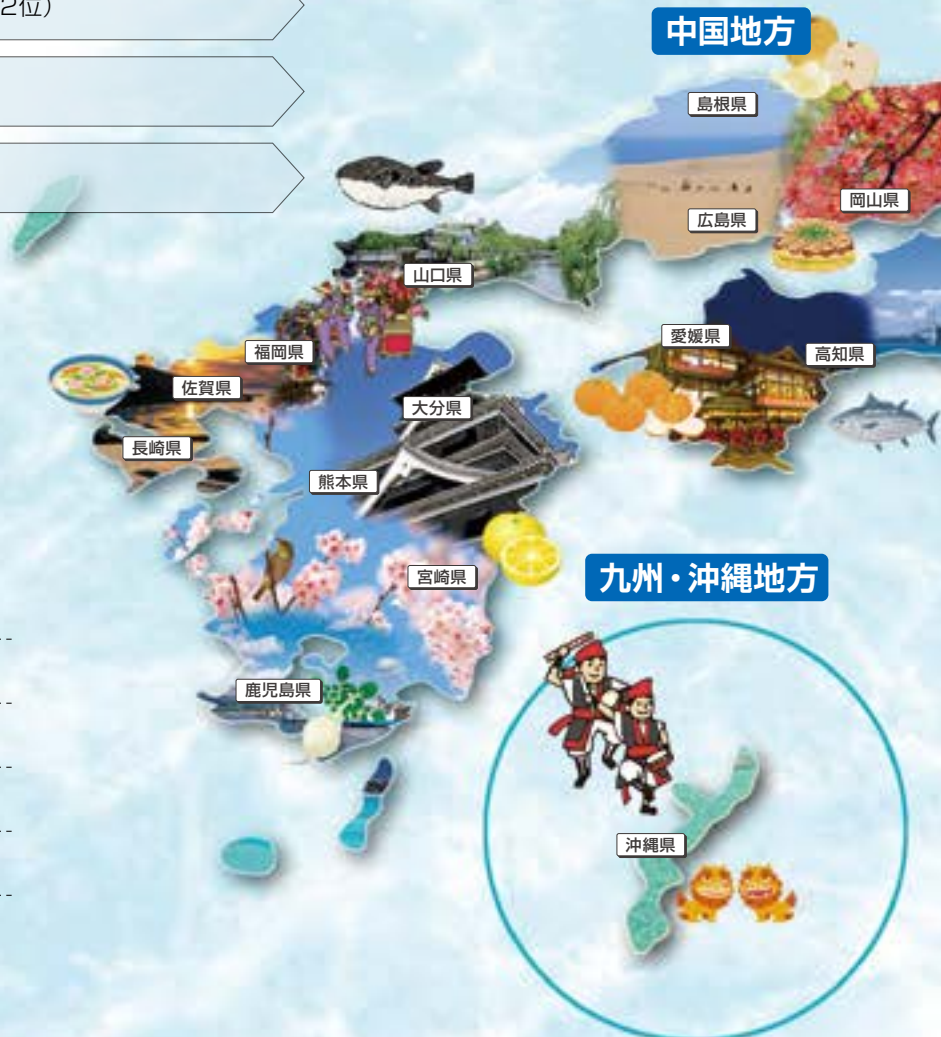 2位）
中国地方
島根県
岡山県
広島県
山口県
愛媛県
福岡県
高知県
佐賀県
大分県
長崎県
熊本県
九州・沖縄地方
宮崎県
鹿児島県
沖縄県